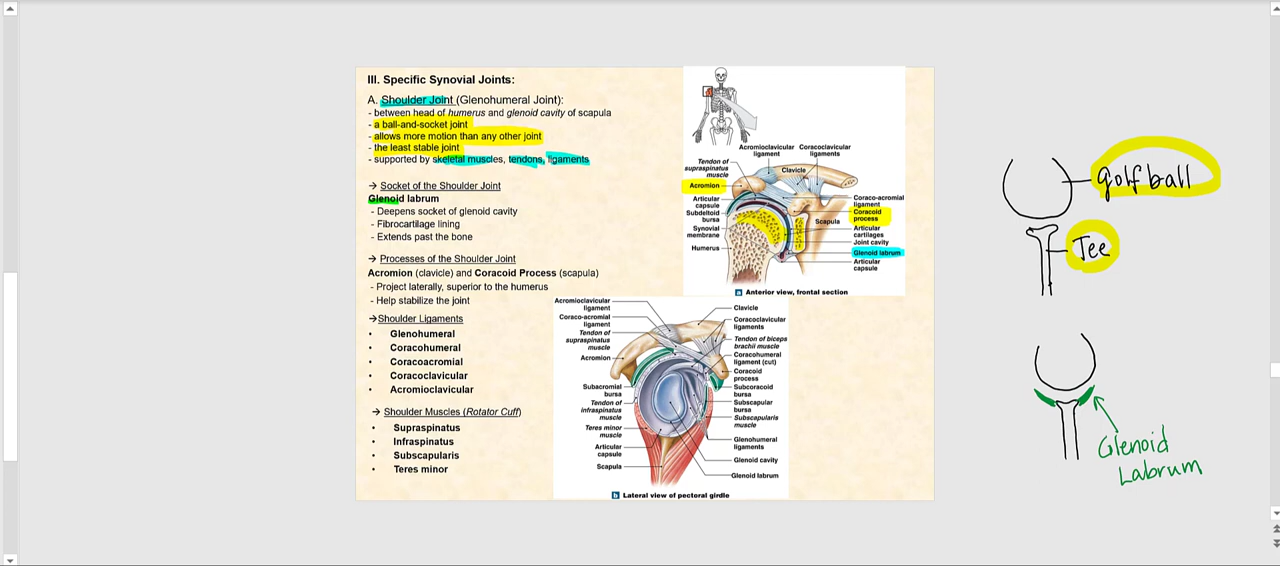 III. Specific Synovial Joints:
A. Shoulder Joint (Glenohumeral Joint):
- between head of humerus and glenoid cavity of scapula
- a ball-and-socket joint
- allows more motion than any other joint
- the least stable joint
- supported by skeletal muscles, tendons, ligaments
→ Socket of the Shoulder Joint
Glenoid labrum
- Deepens socket of glenoid cavity
- Fibrocartilage lining
- Extends past the bone
→ Processes of the Shoulder Joint
Acromion (clavicle) and Coracoid Process (scapula)
- Project laterally, superior to the humerus
- Help stabilize the joint
→Shoulder Ligaments
• Glenohumeral
• Coracohumeral
• Coracoacromial
• Coracoclavicular
• Acromioclavicular
→ Shoulder Muscles (Rotator Cuff)
• Supraspinatus
• Infraspinatus
• Subscapularis
• Teres minor
Acromioclavicular
ligament
Coracoclavicular
ligaments
Tendon of
supraspinatus
muscle
Clavicle
Acromion
Articular
capsule
Subdeltoid
bursa
Synovial
membrane
Humerus
Scapula
Coraco-acromial
ligament
Coracoid
process
Articular
cartilages
Joint cavity
Glenoid labrum
Articular
capsule
a Anterior view, frontal section
Acromioclavicular
ligament
Coraco-acromial
ligament
Tendon of
supraspinatus
muscle
Acromion
Subacromial
bursa
Tendon of
infraspinatus
muscle
Teres minor
muscle
Articular
capsule
Scapula
Clavicle
Coracoclavicular
ligaments
Tendon of biceps
brachii muscle
Coracohumeral
ligament (cut)
Coracoid
process
Subcoracoid
bursa
Subscapular
bursa
Subscapularis
muscle
Glenohumeral
ligaments
Glenoid cavity
Glenoid labrum
b Lateral view of pectoral girdle
golf ball
Tee
Glenoid
Labrum